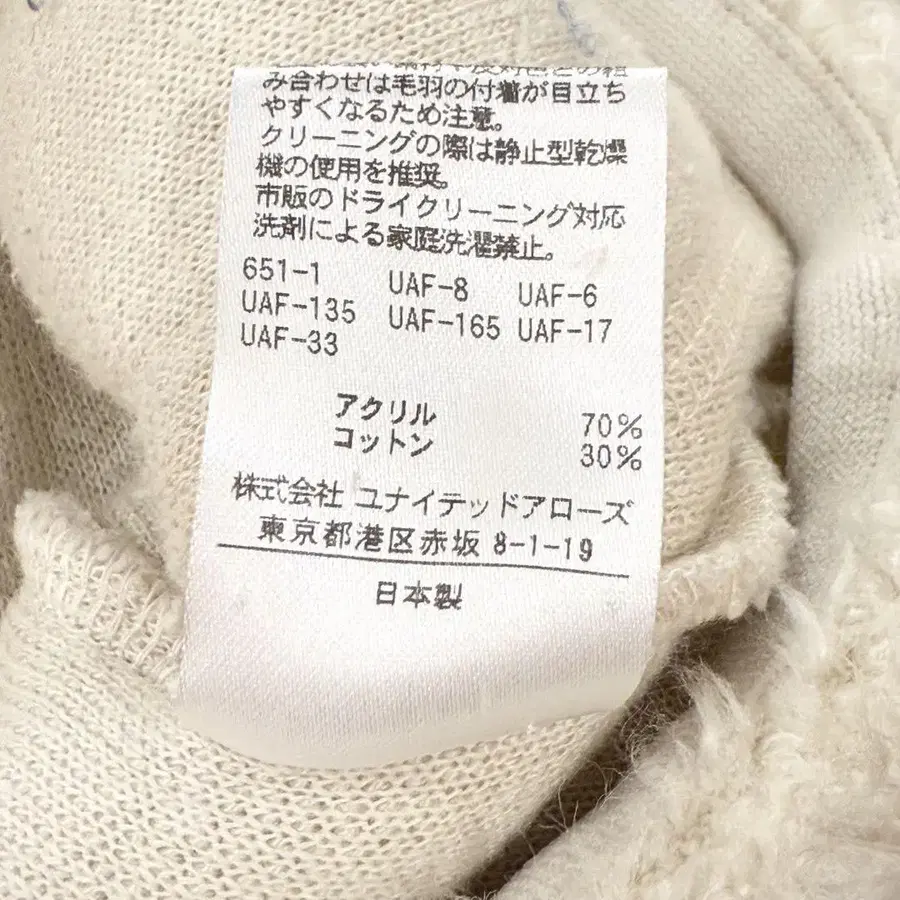 み合わせは毛羽の付着が目立ち
やすくなるため注意。
クリーニングの際は静止型乾燥
機の使用を推奨。
市販のドライクリーニング対応
洗剤による家庭洗濯禁止。
651-1 UAF-8 UAF-6
UAF-135 UAF-165 UAF-17
UAF-33
アクリル 70%
コットン 30%
株式会社 ユナイテッドアローズ
東京都港区赤坂 8-1-19
日本製